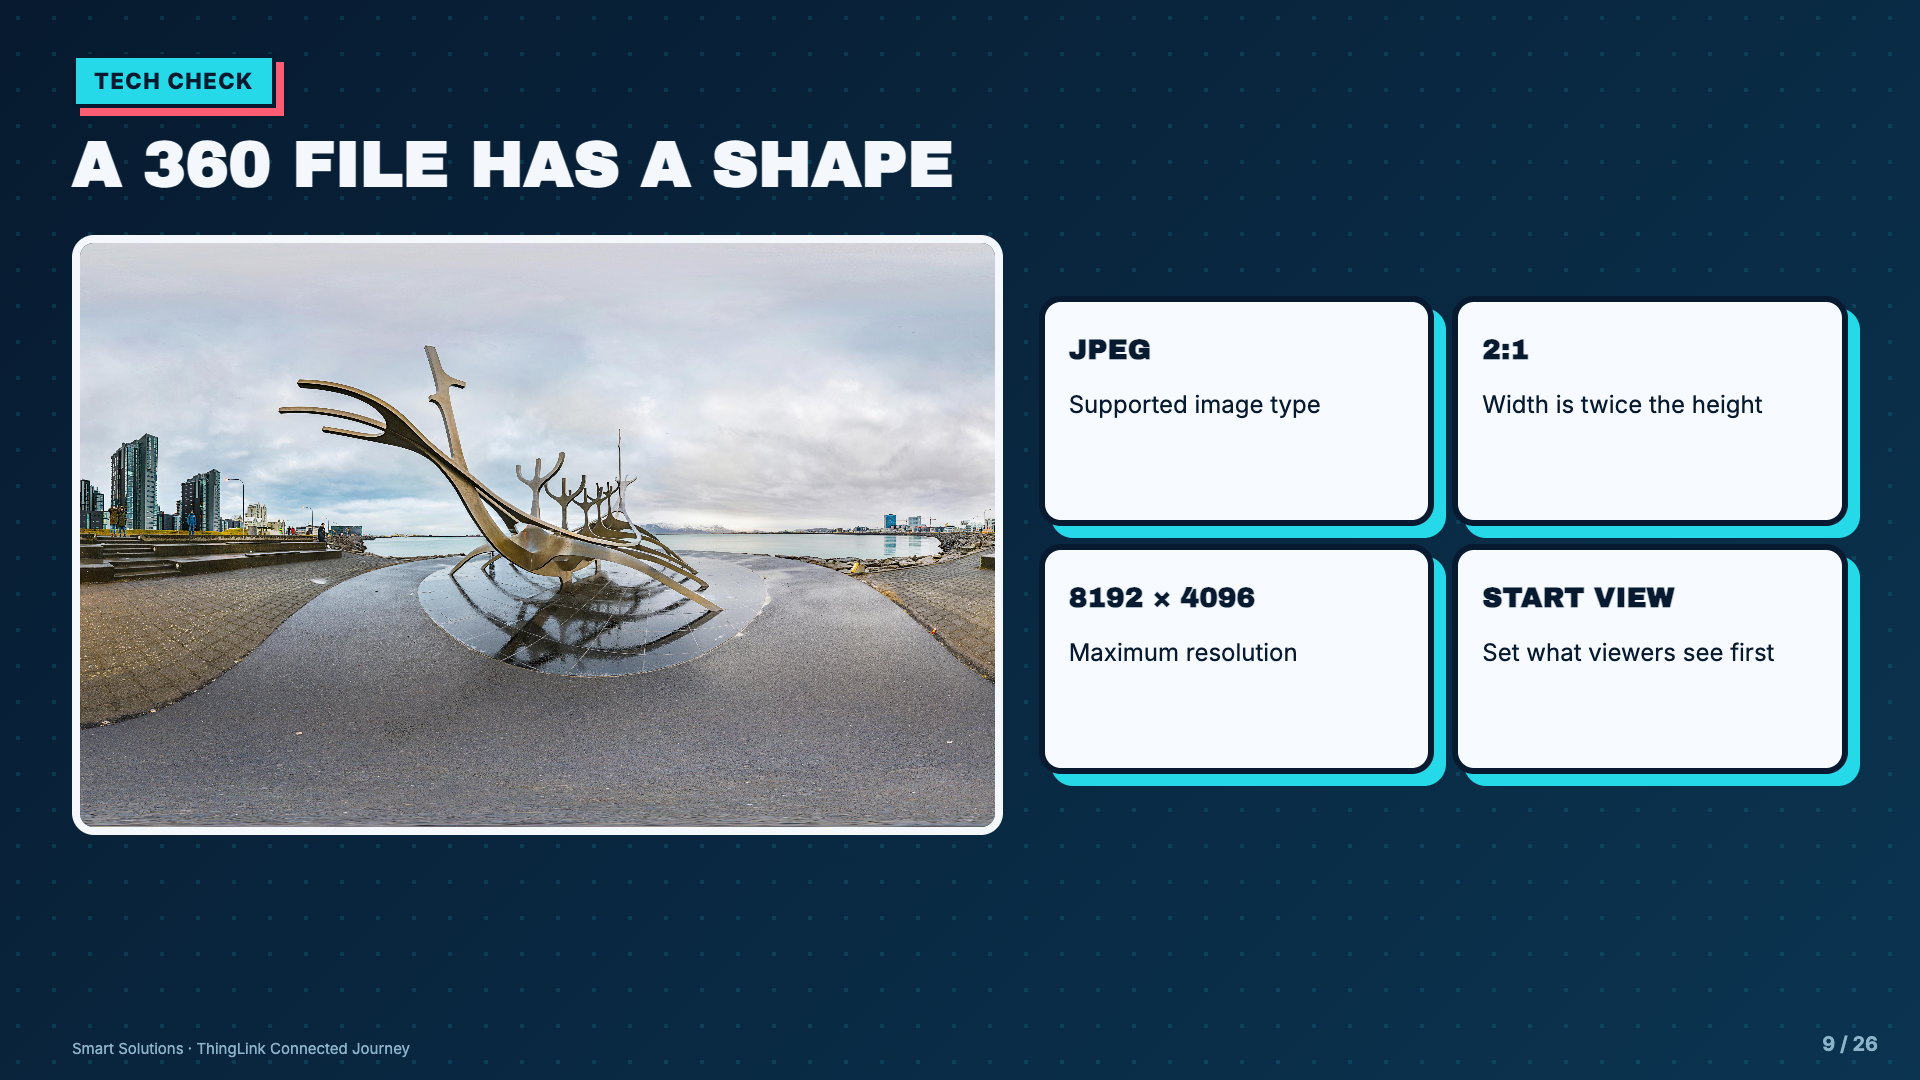 TECH CHECK
A 360 FILE HAS A SHAPE
JPEG
Supported image type
2:1
Width is twice the height
8192 × 4096
Maximum resolution
START VIEW
Set what viewers see first
Smart Solutions · ThingLink Connected Journey
9 / 26